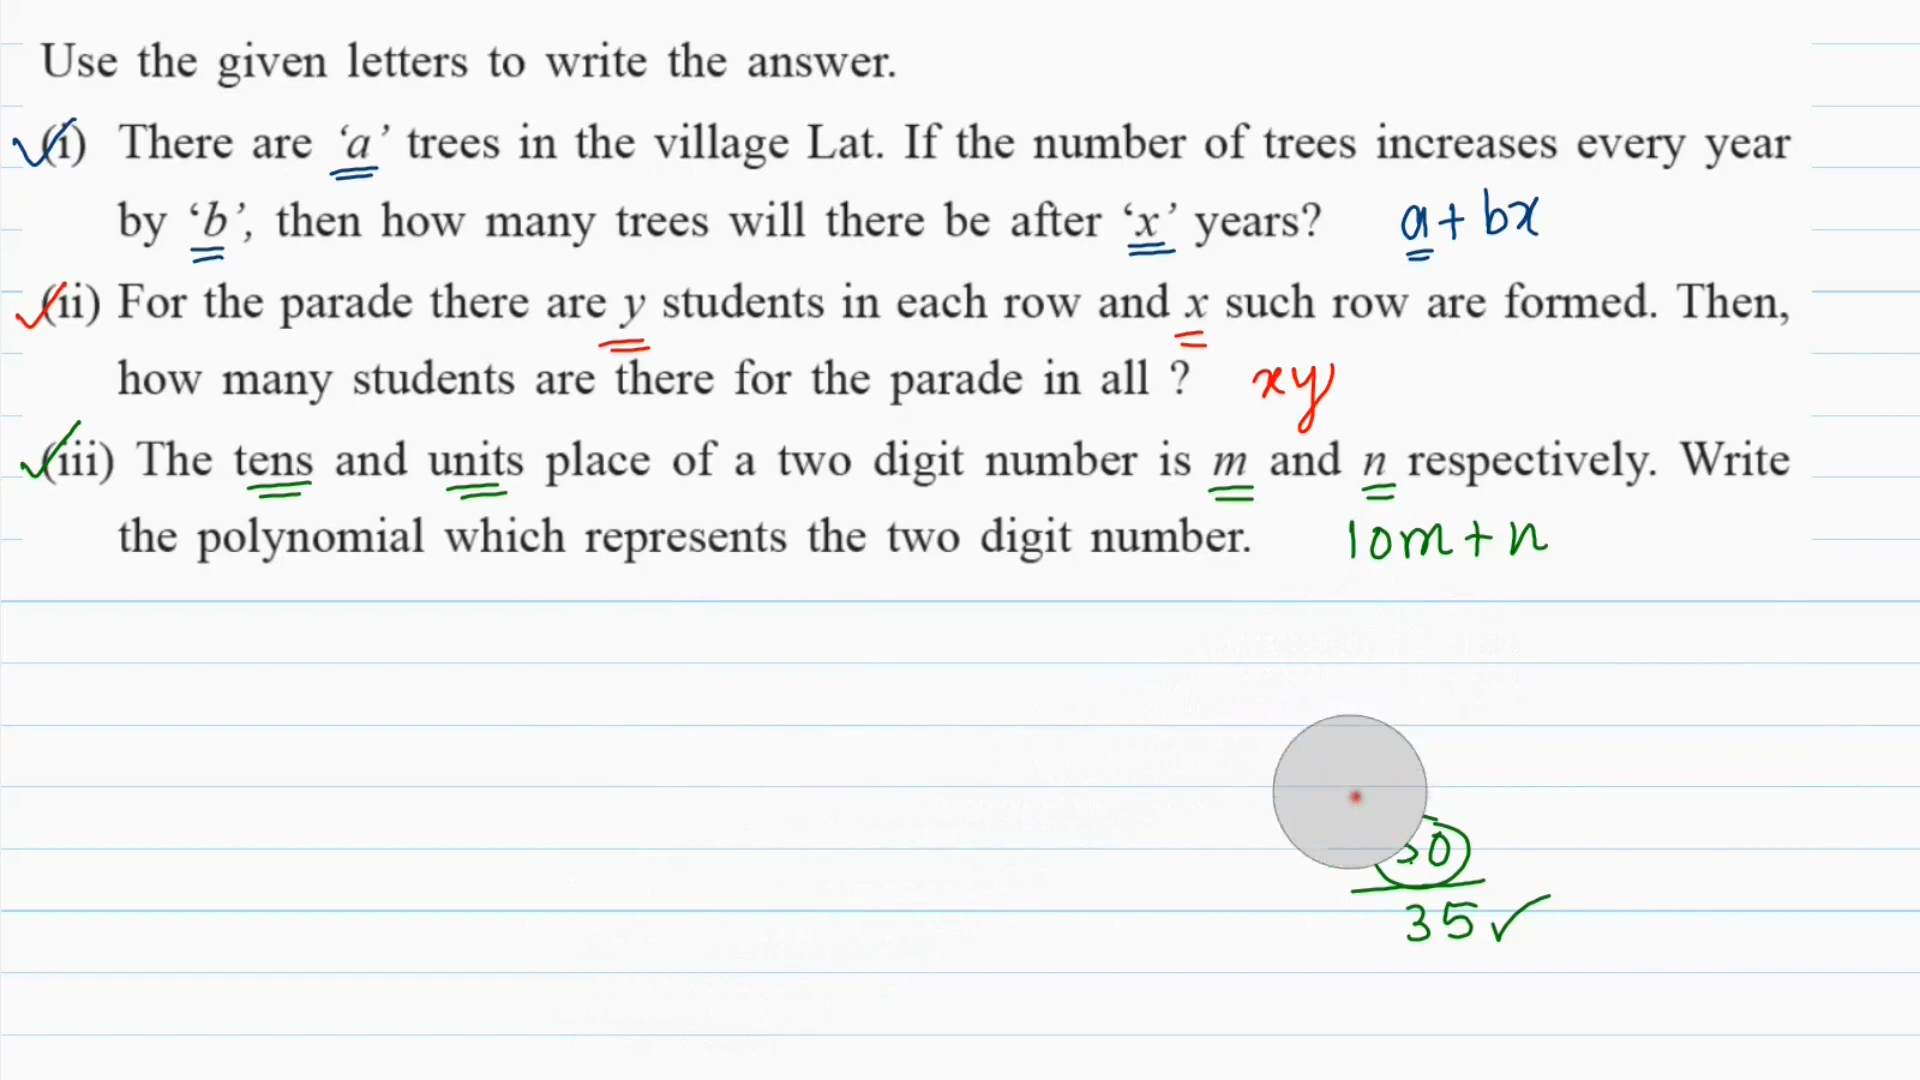 Use the given letters to write the answer.
(i) There are ‘a’ trees in the village Lat. If the number of trees increases every year
by ‘b’, then how many trees will there be after ‘x’ years? a + bx
(ii) For the parade there are y students in each row and x such row are formed. Then,
how many students are there for the parade in all ? xy
(iii) The tens and units place of a two digit number is m and n respectively. Write
the polynomial which represents the two digit number. 10m + n
35